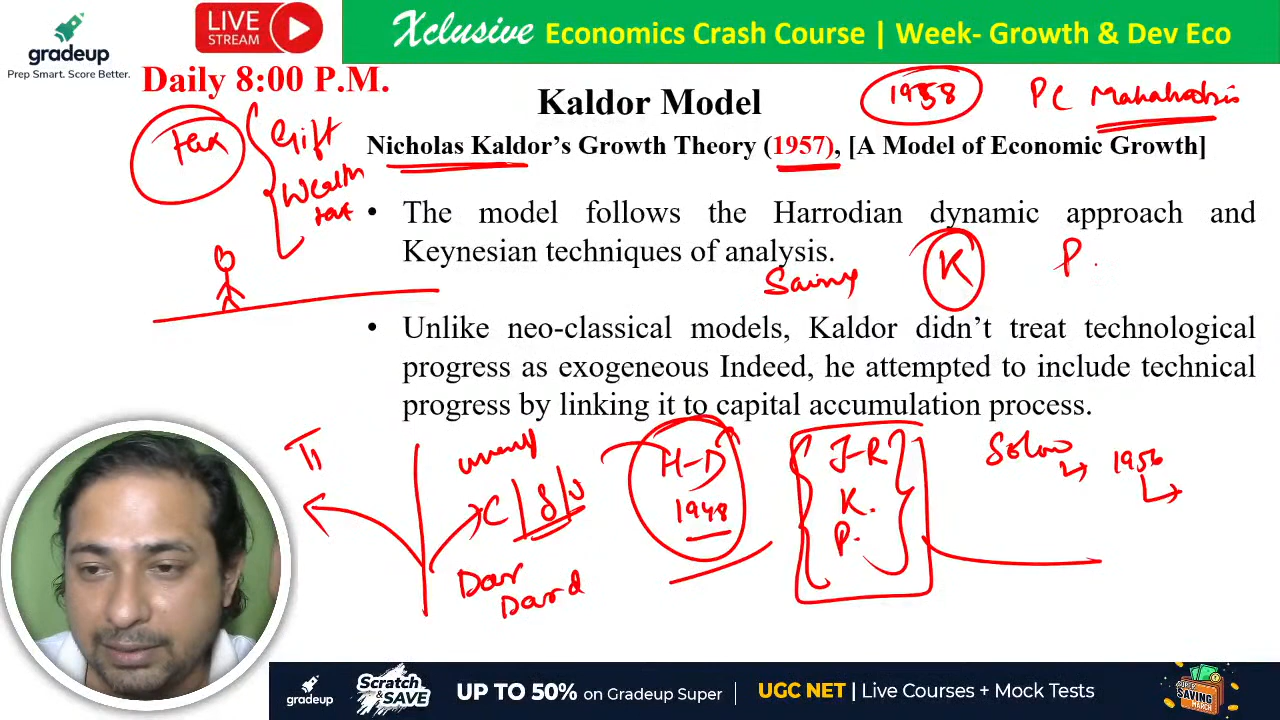 gradeup
Prep Smart. Score Better.
LIVE
STREAM
Xclusive Economics Crash Course | Week- Growth & Dev Eco
Daily 8:00 P.M.
Kaldor Model
1958
PC
tax
Gift
Wealth
tax
Nicholas Kaldor's Growth Theory (1957), [A Model of Economic Growth]
• The model follows the Harrodian dynamic approach and
Keynesian techniques of analysis.
K
P.
• Unlike neo-classical models, Kaldor didn't treat technological
progress as exogeneous Indeed, he attempted to include technical
progress by linking it to capital accumulation process.
H-D
1948
J-R
K.
P.
Solow
1956
C
gradeup
Scratch
&SAVE
UP TO 50% on Gradeup Super
UGC NET | Live Courses + Mock Tests
SUPER
SAVING
MARCH